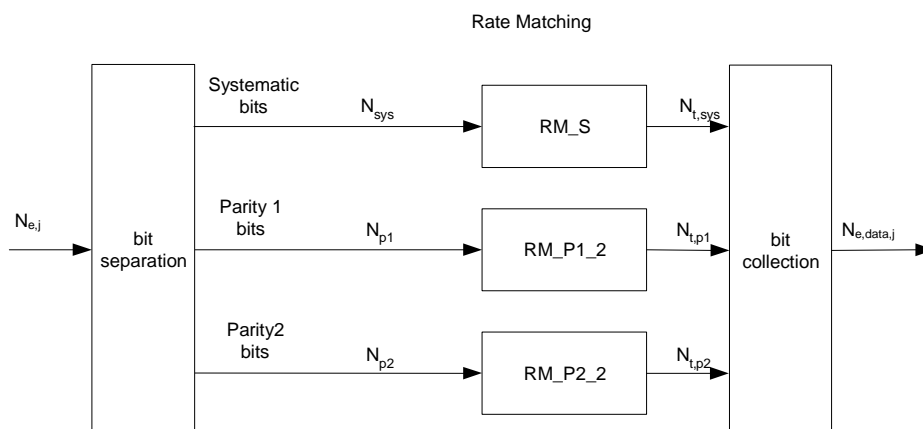 Rate Matching
Systematic
bits
N_sys
RM_S
N_t,sys
N_e,j
bit
separation
Parity 1
bits
N_p1
RM_P1_2
N_t,p1
bit
collection
N_e,data,j
Parity2
bits
N_p2
RM_P2_2
N_t,p2